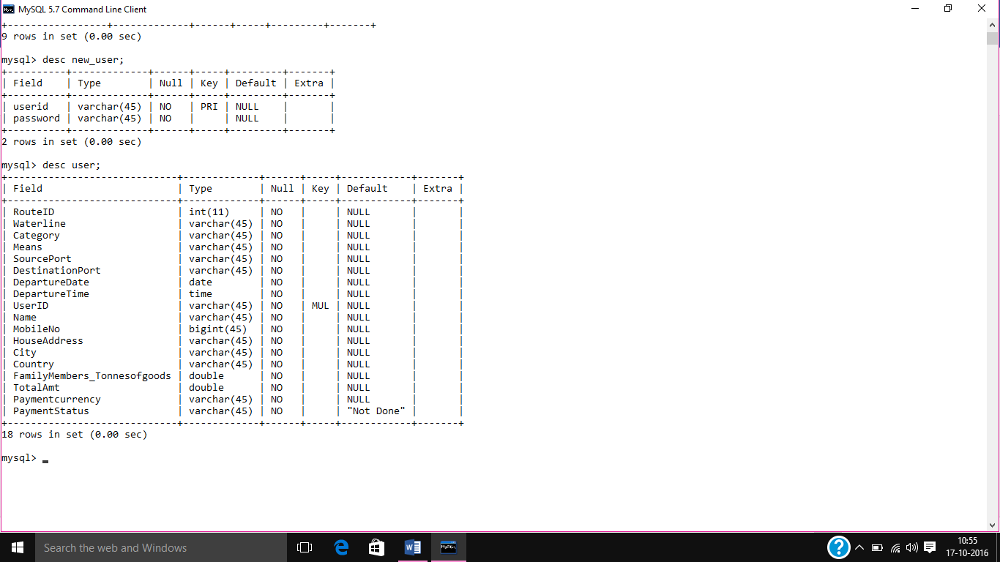 MySQL 5.7 Command Line Client
+-----------------+-------------+------+-----+---------+-------+
9 rows in set (0.00 sec)
mysql> desc new_user;
+----------+-------------+------+-----+---------+-------+
| Field    | Type        | Null | Key | Default | Extra |
+----------+-------------+------+-----+---------+-------+
| userid   | varchar(45) | NO   | PRI | NULL    |       |
| password | varchar(45) | NO   |     | NULL    |       |
+----------+-------------+------+-----+---------+-------+
2 rows in set (0.00 sec)
mysql> desc user;
+-----------------------------+-------------+------+-----+------------+-------+
| Field                       | Type        | Null | Key | Default    | Extra |
+-----------------------------+-------------+------+-----+------------+-------+
| RouteID                     | int(11)     | NO   |     | NULL       |       |
| Waterline                   | varchar(45) | NO   |     | NULL       |       |
| Category                    | varchar(45) | NO   |     | NULL       |       |
| Means                       | varchar(45) | NO   |     | NULL       |       |
| SourcePort                  | varchar(45) | NO   |     | NULL       |       |
| DestinationPort             | varchar(45) | NO   |     | NULL       |       |
| DepartureDate               | date        | NO   |     | NULL       |       |
| DepartureTime               | time        | NO   |     | NULL       |       |
| UserID                      | varchar(45) | NO   | MUL | NULL       |       |
| Name                        | varchar(45) | NO   |     | NULL       |       |
| MobileNo                    | bigint(45)  | NO   |     | NULL       |       |
| HouseAddress                | varchar(45) | NO   |     | NULL       |       |
| City                        | varchar(45) | NO   |     | NULL       |       |
| Country                     | varchar(45) | NO   |     | NULL       |       |
| FamilyMembers_Tonnesofgoods | double      | NO   |     | NULL       |       |
| TotalAmt                    | double      | NO   |     | NULL       |       |
| Paymentcurrency             | varchar(45) | NO   |     | NULL       |       |
| PaymentStatus               | varchar(45) | NO   |     | "Not Done" |       |
+-----------------------------+-------------+------+-----+------------+-------+
18 rows in set (0.00 sec)
mysql> _
Search the web and Windows
10:55
17-10-2016